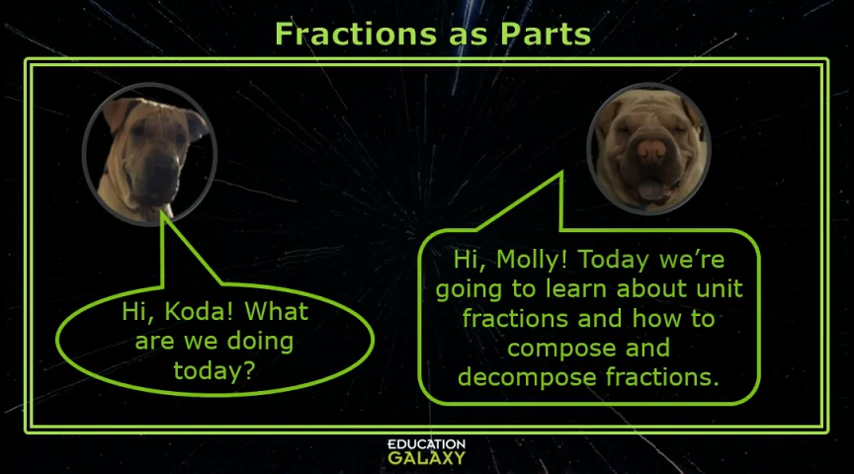 Fractions as Parts
Hi, Koda! What
are we doing
today?
Hi, Molly! Today we’re
going to learn about unit
fractions and how to
compose and
decompose fractions.
EDUCATION
GALAXY